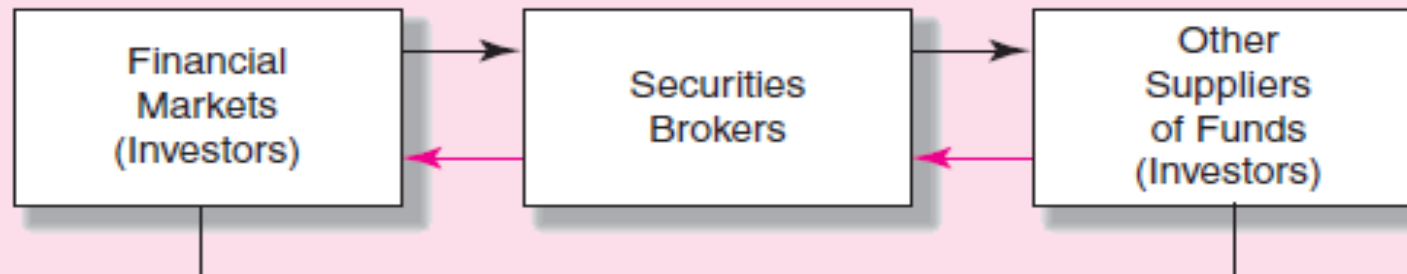 Financial
Markets
(Investors)
Securities
Brokers
Other
Suppliers
of Funds
(Investors)